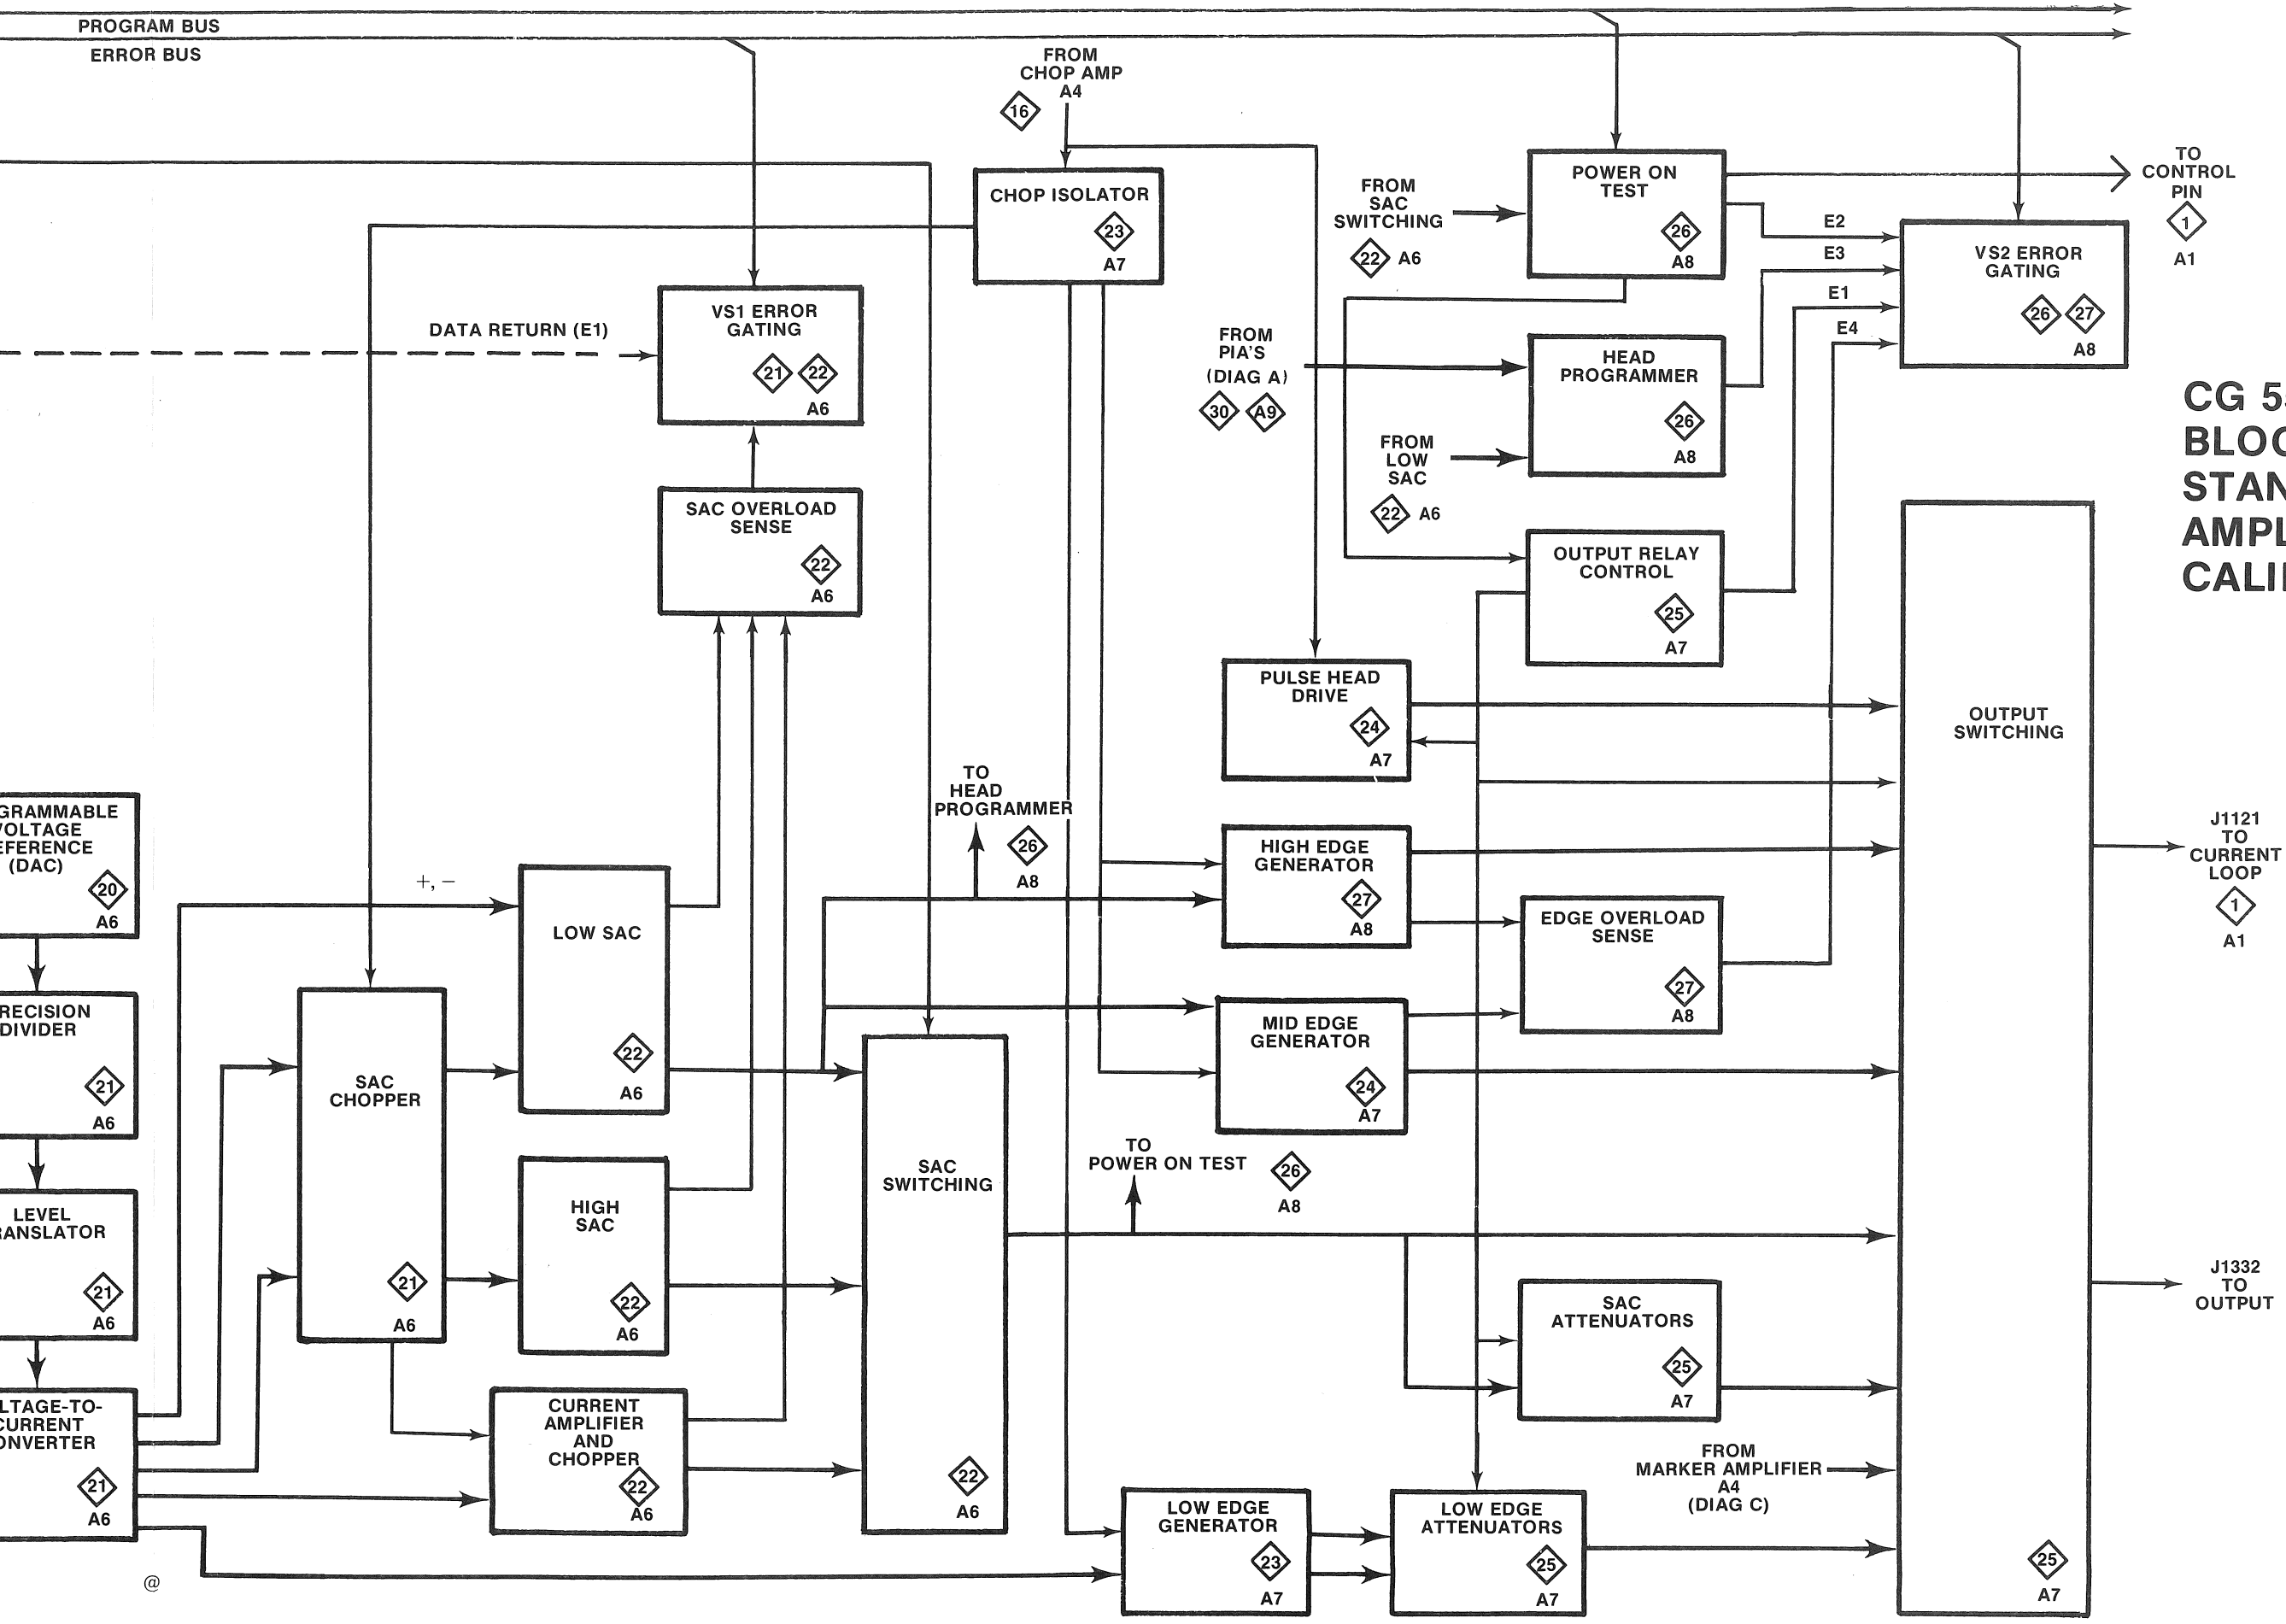 PROGRAM BUS
ERROR BUS
FROM
CHOP AMP
A4
16
CHOP ISOLATOR
23
A7
FROM
SAC
SWITCHING
22 A6
POWER ON
TEST
26
A8
TO
CONTROL
PIN
1
A1
E2
E3
E1
E4
VS2 ERROR
GATING
26 27
A8
DATA RETURN (E1)
VS1 ERROR
GATING
21 22
A6
FROM
PIA'S
(DIAG A)
30 A9
HEAD
PROGRAMMER
26
A8
FROM
LOW
SAC
22 A6
CG 5
BLOC
STAN
AMPL
CALI
SAC OVERLOAD
SENSE
22
A6
OUTPUT RELAY
CONTROL
25
A7
PULSE HEAD
DRIVE
24
A7
OUTPUT
SWITCHING
25
A7
TO
HEAD
PROGRAMMER
26
A8
HIGH EDGE
GENERATOR
27
A8
EDGE OVERLOAD
SENSE
27
A8
J1121
TO
CURRENT
LOOP
1
A1
GRAMMABLE
VOLTAGE
EFERENCE
(DAC)
20
A6
+, −
LOW SAC
22
A6
RECISION
DIVIDER
21
A6
SAC
CHOPPER
21
A6
MID EDGE
GENERATOR
24
A7
TO
POWER ON TEST
26
A8
LEVEL
RANSLATOR
21
A6
HIGH
SAC
22
A6
SAC
SWITCHING
22
A6
SAC
ATTENUATORS
25
A7
J1332
TO
OUTPUT
LTAGE-TO-
CURRENT
ONVERTER
21
A6
CURRENT
AMPLIFIER
AND
CHOPPER
22
A6
FROM
MARKER AMPLIFIER
A4
(DIAG C)
LOW EDGE
GENERATOR
23
A7
LOW EDGE
ATTENUATORS
25
A7
@